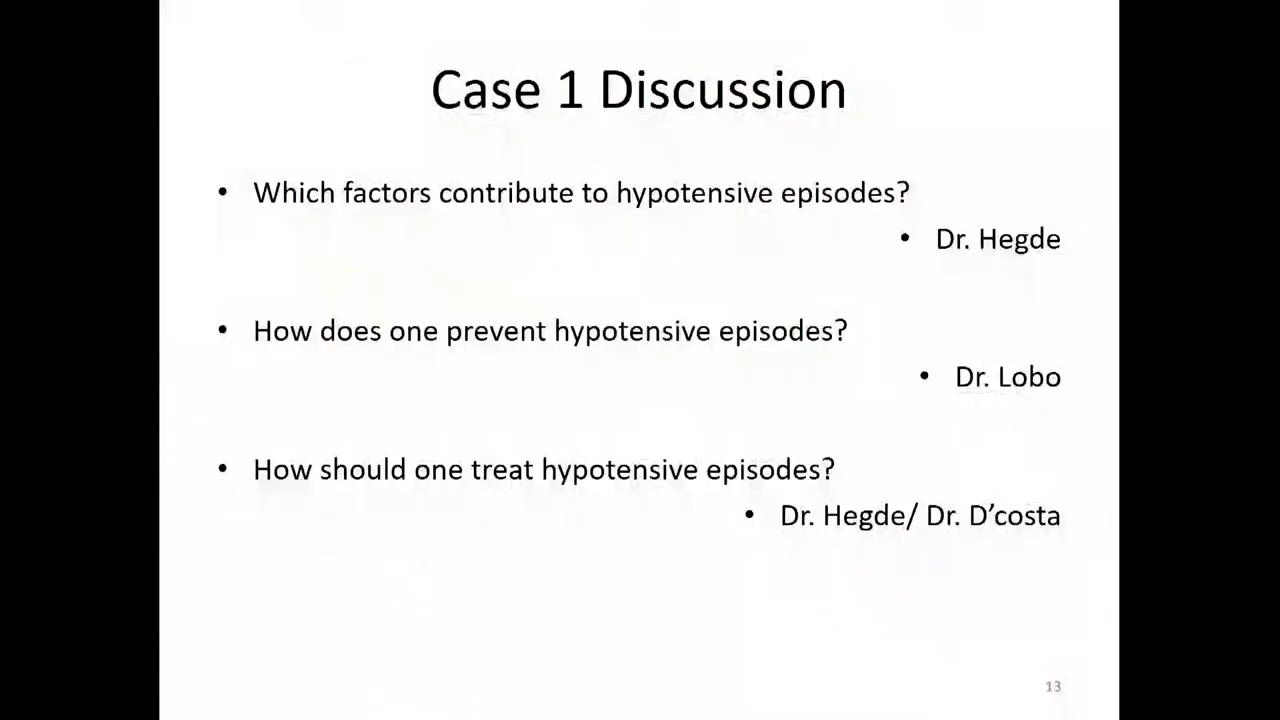 Case 1 Discussion
• Which factors contribute to hypotensive episodes?
• Dr. Hegde
• How does one prevent hypotensive episodes?
• Dr. Lobo
• How should one treat hypotensive episodes?
• Dr. Hegde/ Dr. D’costa
13